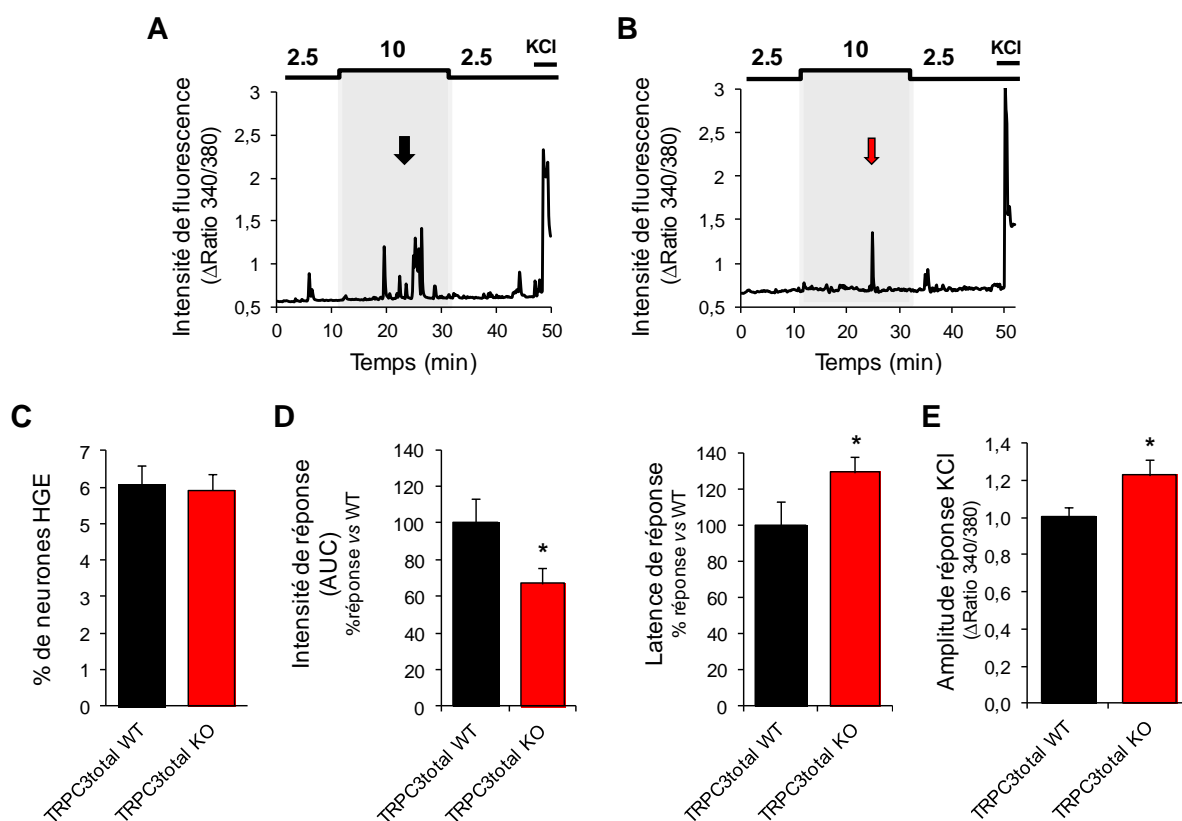 A
2.5
10
2.5
KCl
Intensité de fluorescence
(ΔRatio 340/380)
3
2,5
2
1,5
1
0,5
0
10
20
30
40
50
Temps (min)
B
2.5
10
2.5
KCl
Intensité de fluorescence
(ΔRatio 340/380)
3
2,5
2
1,5
1
0,5
0
10
20
30
40
50
Temps (min)
C
% de neurones HGE
7
6
5
4
3
2
1
0
TRPC3total WT
TRPC3total KO
D
Intensité de réponse
(AUC)
%réponse vs WT
140
120
100
80
60
40
20
0
*
TRPC3total WT
TRPC3total KO
Latence de réponse
% réponse vs WT
140
120
100
80
60
40
20
0
*
TRPC3total WT
TRPC3total KO
E
Amplitude réponse KCl
(ΔRatio 340/380)
1,4
1,2
1,0
0,8
0,6
0,4
0,2
0,0
*
TRPC3total WT
TRPC3total KO